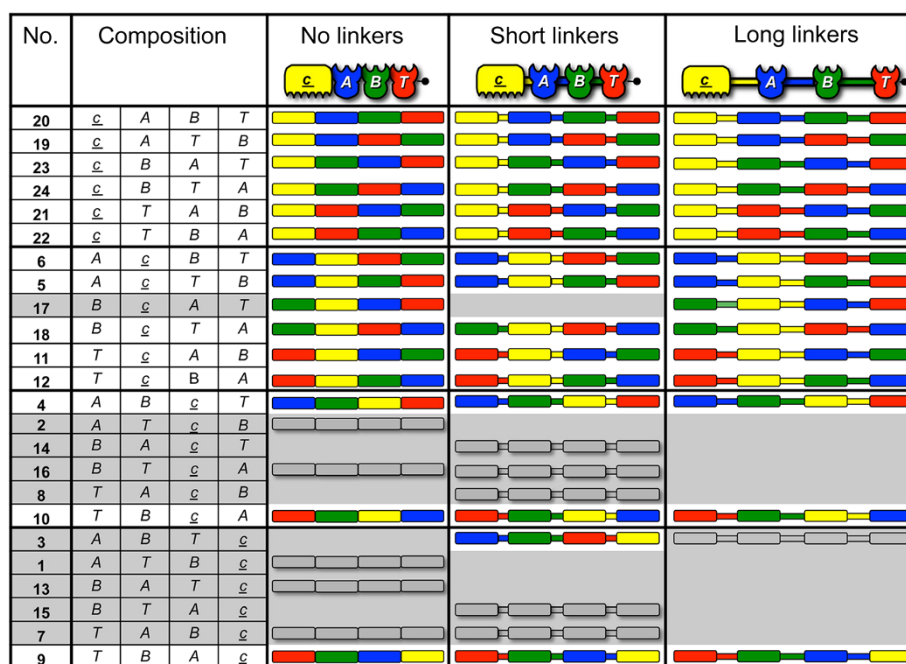 No. Composition No linkers Short linkers Long linkers
c A B T c A B T c A B T
20 c A B T
19 c A T B
23 c B A T
24 c B T A
21 c T A B
22 c T B A
6 A c B T
5 A c T B
17 B c A T
18 B c T A
11 T c A B
12 T c B A
4 A B c T
2 A T c B
14 B A c T
16 B T c A
8 T A c B
10 T B c A
3 A B T c
1 A T B c
13 B A T c
15 B T A c
7 T A B c
9 T B A c